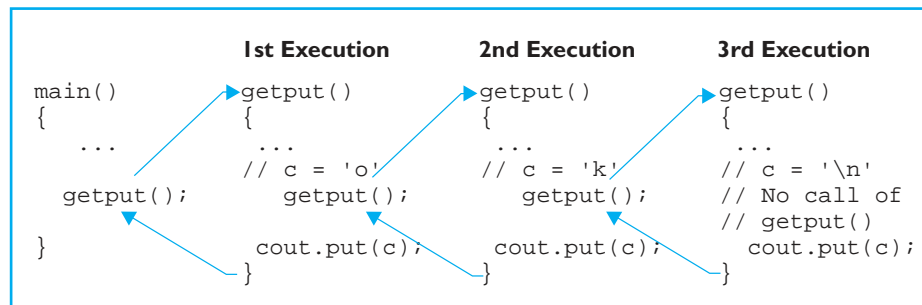 1st Execution 2nd Execution 3rd Execution
main() getput() getput() getput()
{ { { {
... ... ... ...
// c = 'o' // c = 'k' // c = '\n'
getput(); getput(); getput(); // No call of
// getput()
} cout.put(c); cout.put(c); cout.put(c);
} } }